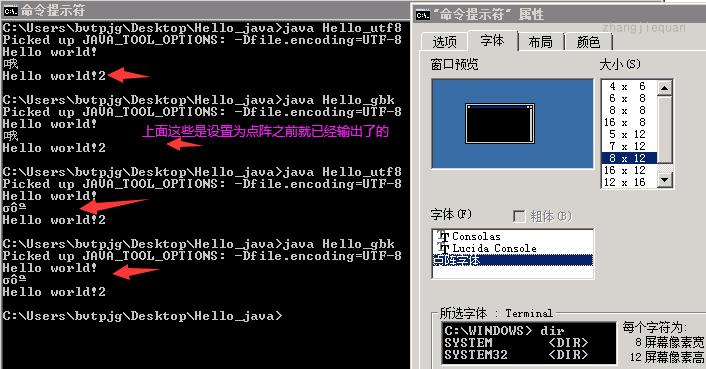 命令提示符
C:\Users\bvtpjg\Desktop\Hello_java>java Hello_utf8
Picked up JAVA_TOOL_OPTIONS: -Dfile.encoding=UTF-8
Hello world!
哦
Hello world!2
C:\Users\bvtpjg\Desktop\Hello_java>java Hello_gbk
Picked up JAVA_TOOL_OPTIONS: -Dfile.encoding=UTF-8
Hello world!
哦
上面这些是设置为点阵之前就已经输出了的
Hello world!2
C:\Users\bvtpjg\Desktop\Hello_java>java Hello_utf8
Picked up JAVA_TOOL_OPTIONS: -Dfile.encoding=UTF-8
Hello world!
σôª
Hello world!2
C:\Users\bvtpjg\Desktop\Hello_java>java Hello_gbk
Picked up JAVA_TOOL_OPTIONS: -Dfile.encoding=UTF-8
Hello world!
σôª
Hello world!2
C:\Users\bvtpjg\Desktop\Hello_java>
"命令提示符" 属性
zhangjiequan
选项 字体 布局 颜色
窗口预览
大小(S)
4 x 6
6 x 8
8 x 8
16 x 8
5 x 12
7 x 12
8 x 12
16 x 12
12 x 16
字体(F)
粗体(B)
Consolas
Lucida Console
点阵字体
所选字体 : Terminal
C:\WINDOWS> dir
SYSTEM <DIR>
SYSTEM32 <DIR>
每个字符为:
8 屏幕像素宽
12 屏幕像素高